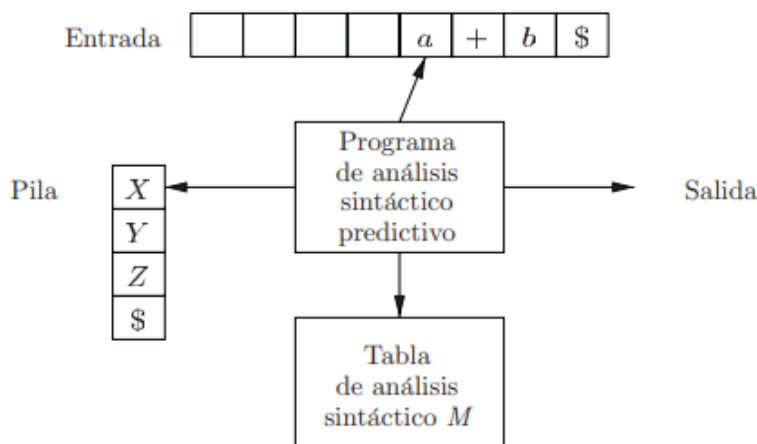 Entrada
a + b $
Programa
de análisis
sintáctico
predictivo
Pila
X
Y
Z
$
Salida
Tabla
de análisis
sintáctico M